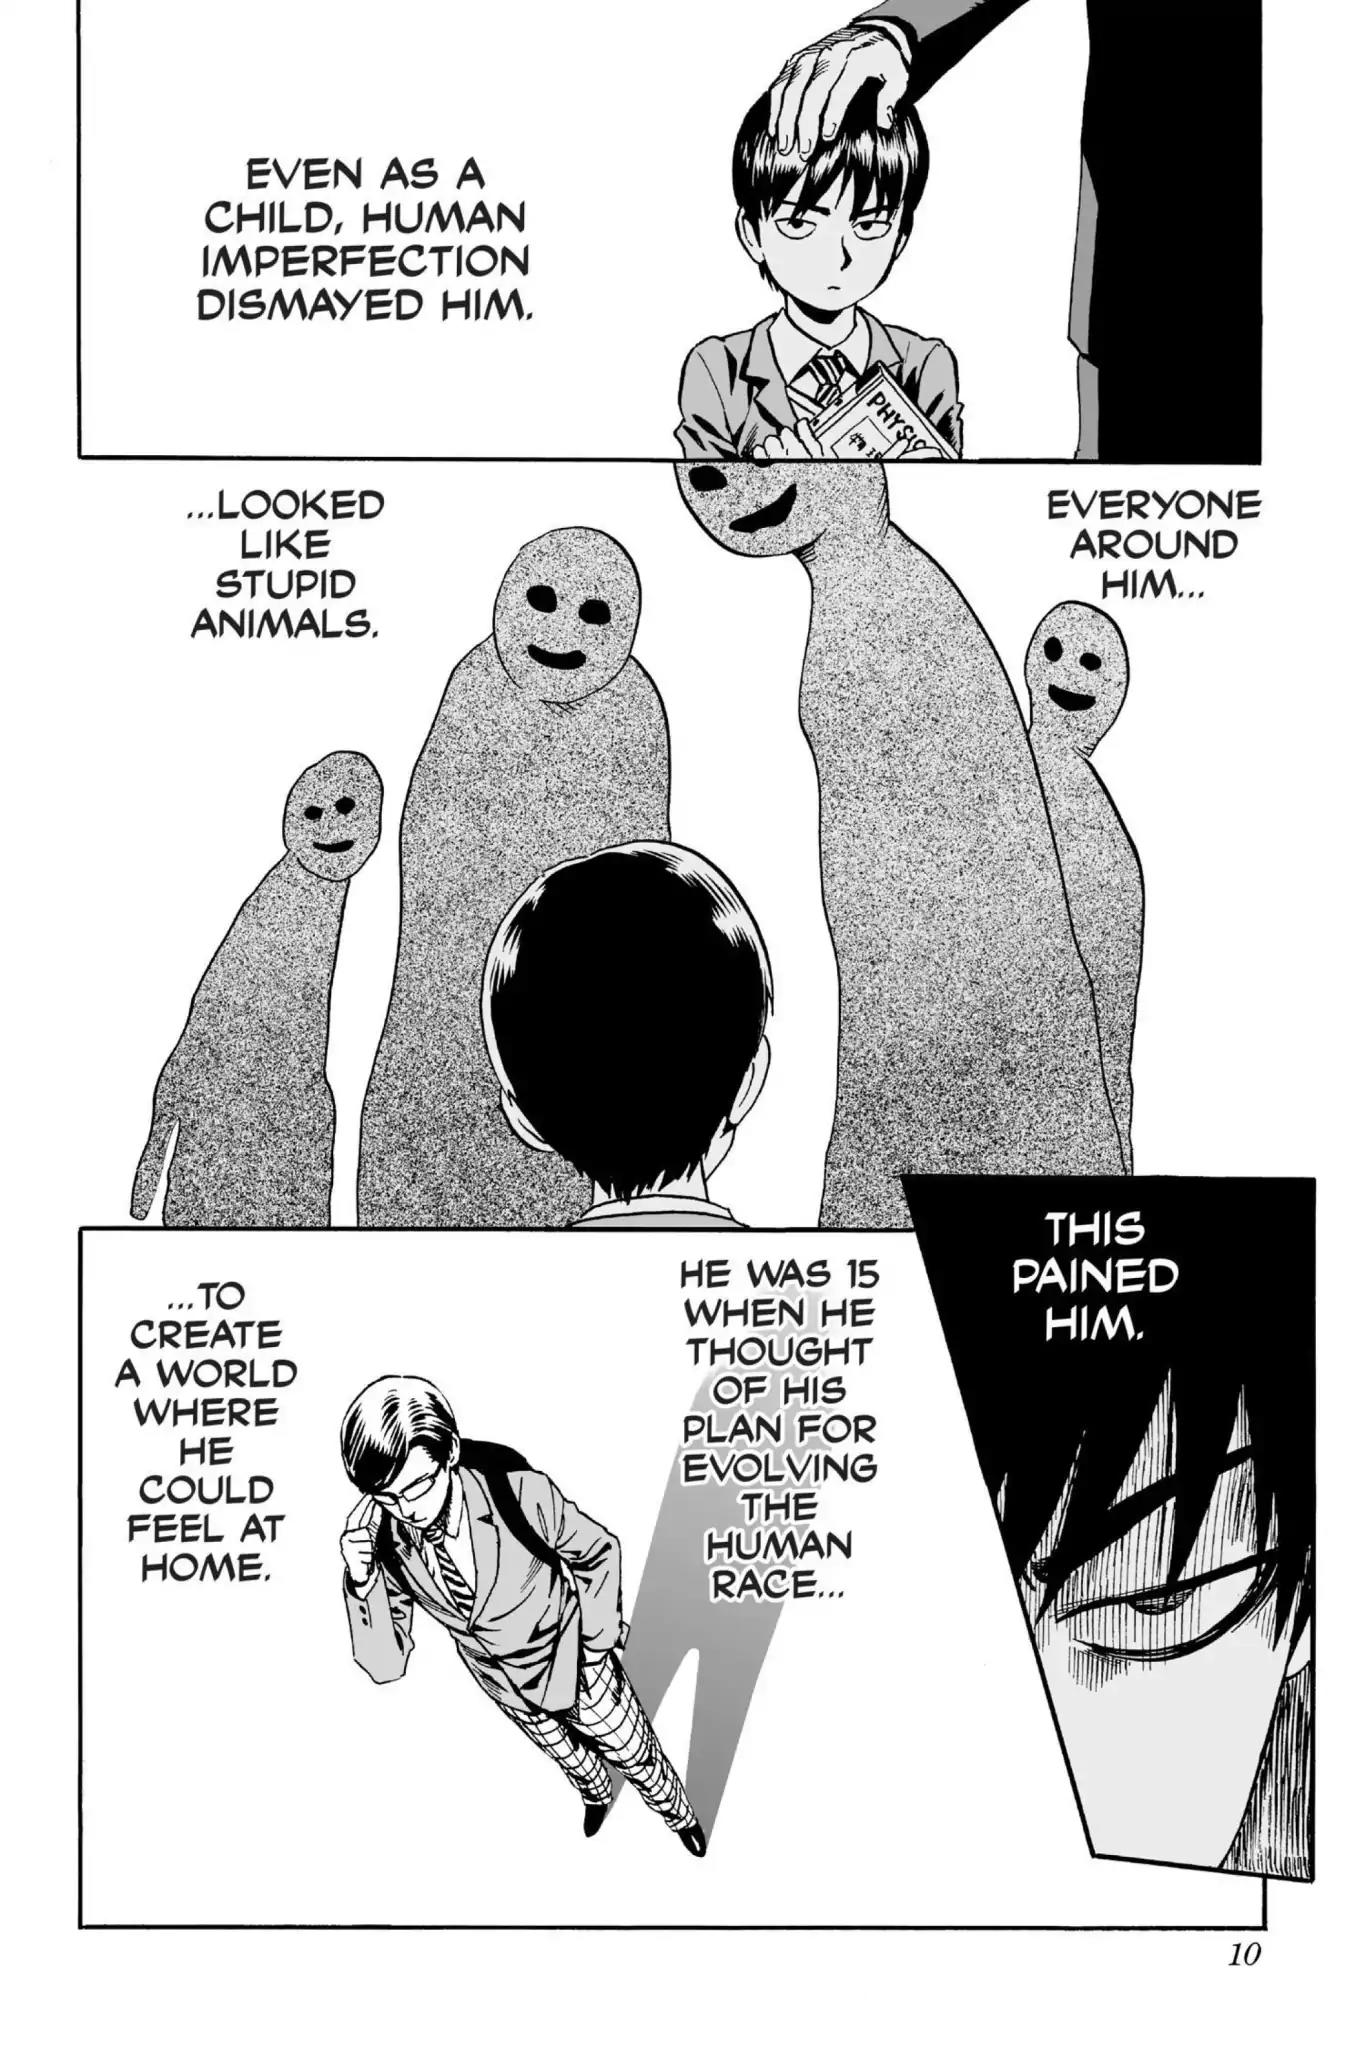 EVEN AS A
CHILD, HUMAN
IMPERFECTION
DISMAYED HIM.
PHYSIC
EVERYONE
AROUND
HIM...
...LOOKED
LIKE
STUPID
ANIMALS.
THIS
PAINED
HIM.
HE WAS 15
WHEN HE
THOUGHT
OF HIS
PLAN FOR
EVOLVING
THE
HUMAN
RACE...
...TO
CREATE
A WORLD
WHERE
HE
COULD
FEEL AT
HOME.
10